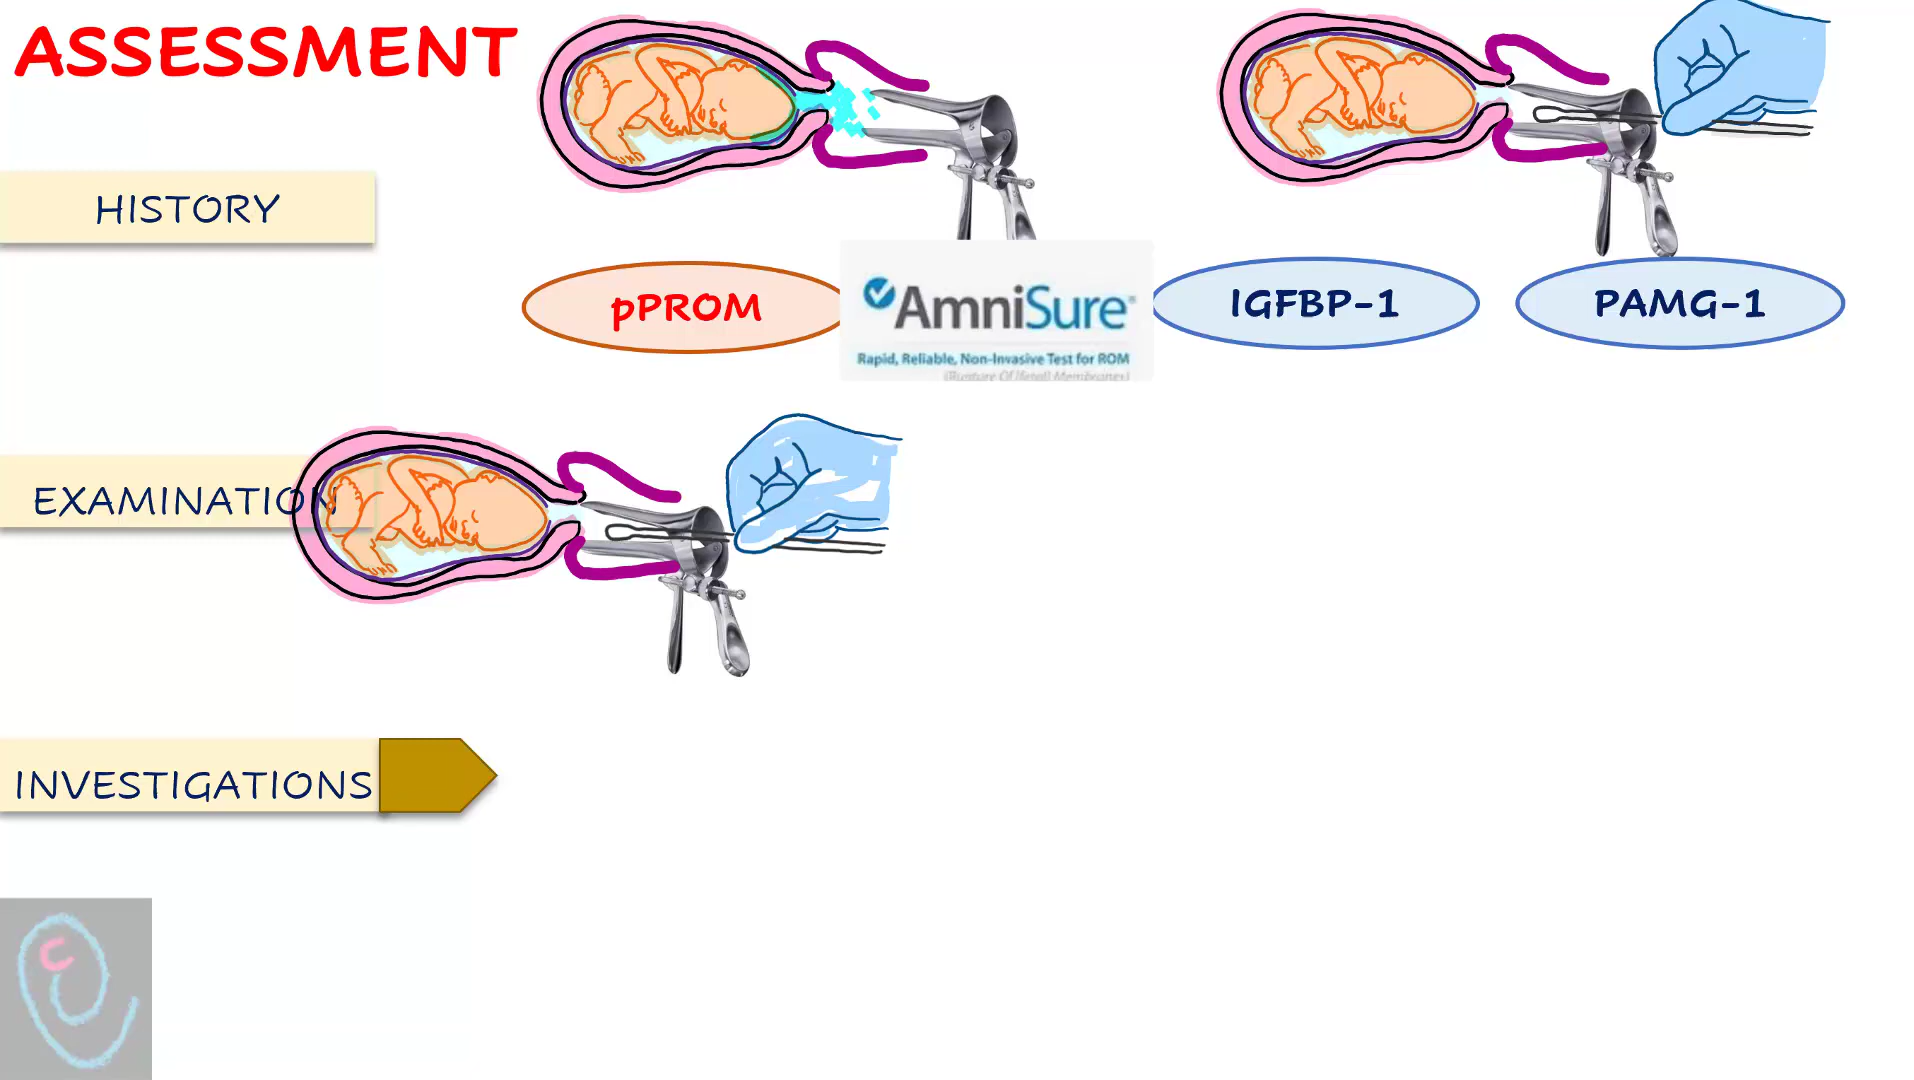 ASSESSMENT
HISTORY
pPROM
AmniSure®
Rapid, Reliable, Non-Invasive Test for ROM
IGFBP-1
PAMG-1
EXAMINATION
INVESTIGATIONS